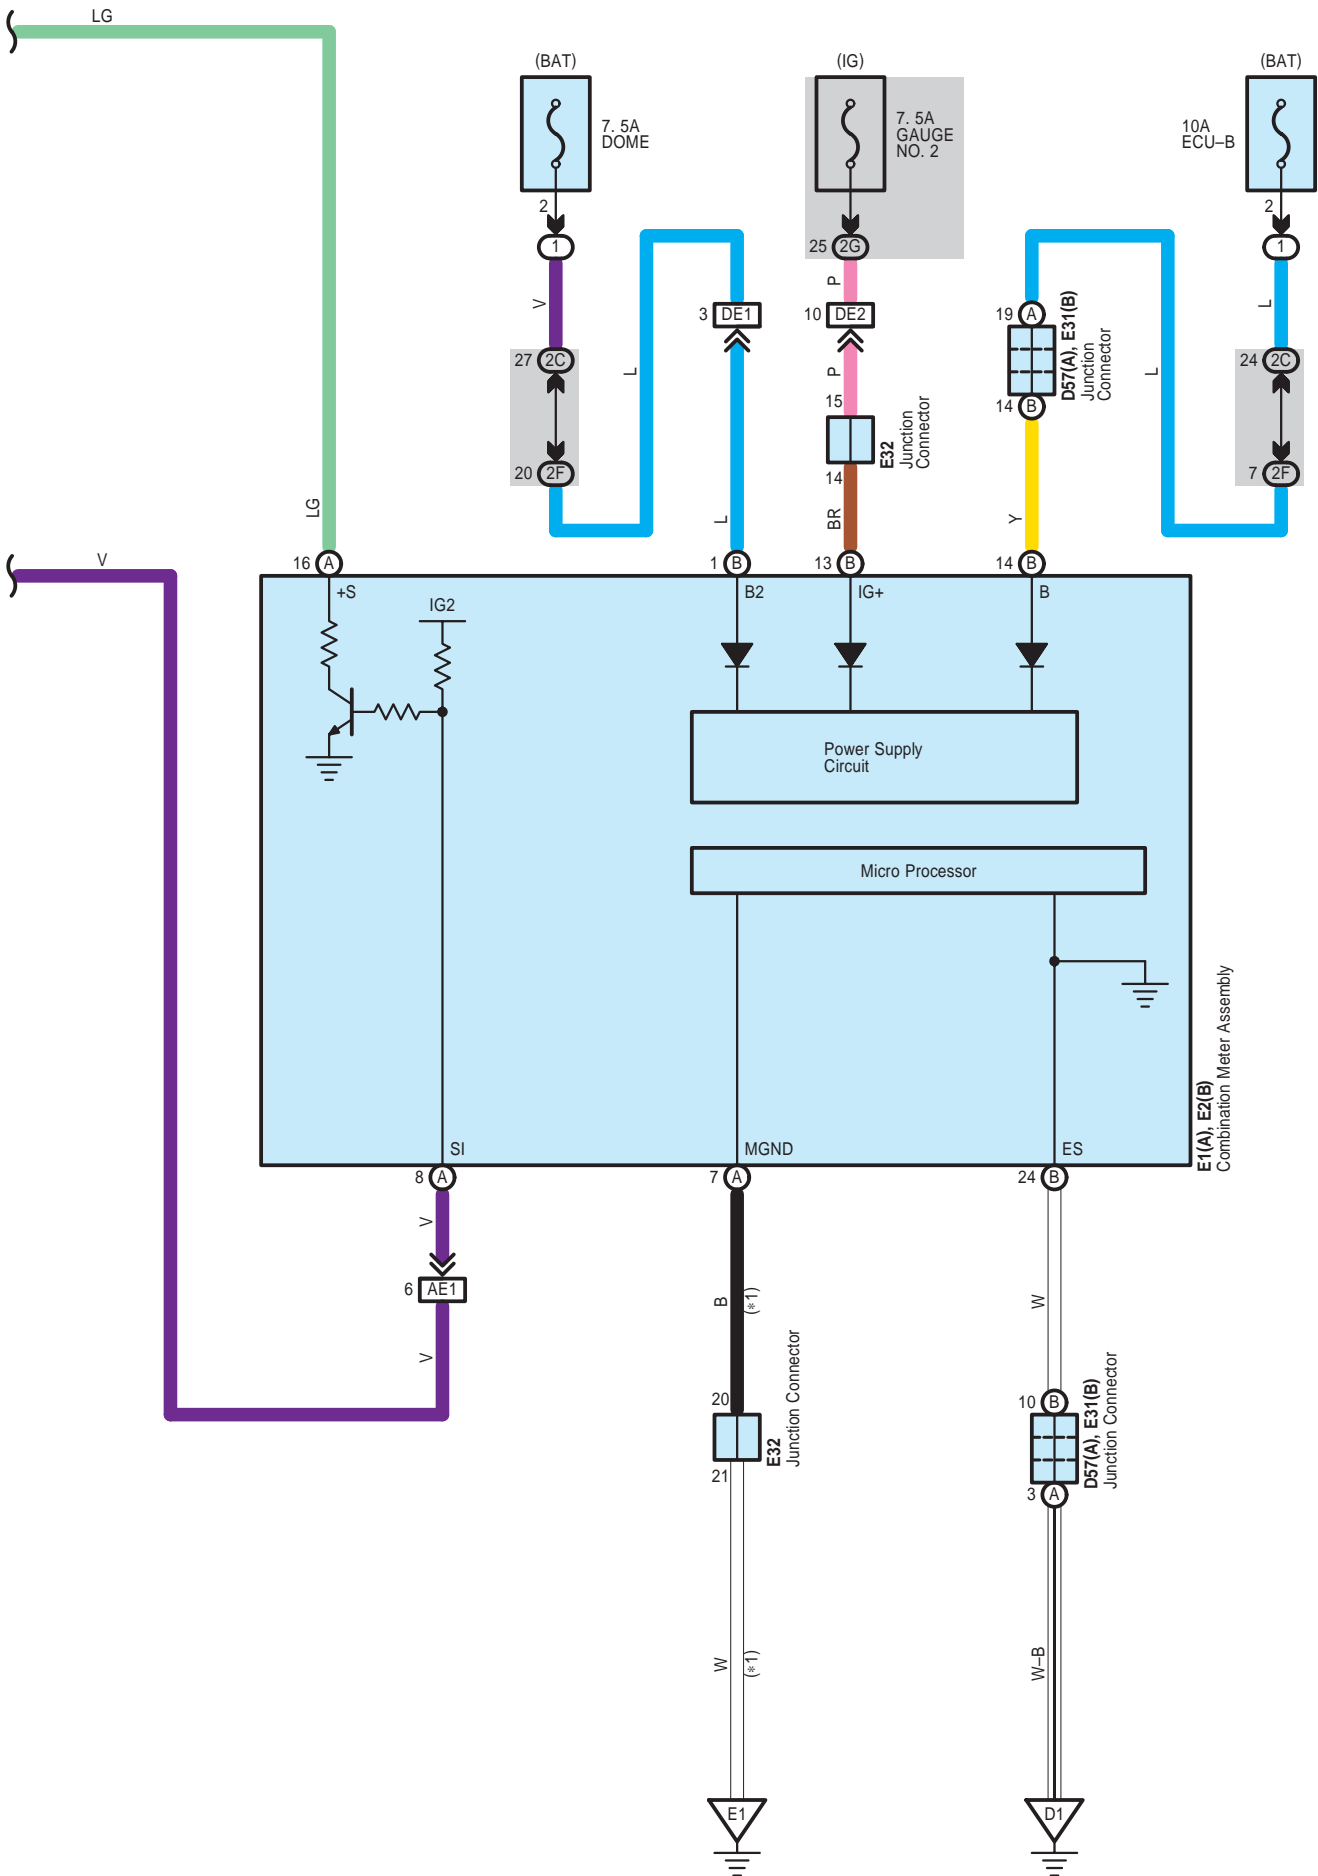 LG
(BAT)
(IG)
(BAT)
7. 5A
DOME
7. 5A
GAUGE
NO. 2
10A
ECU–B
2
2
1
25 2G
1
V
P
L
3 DE1
10 DE2
19 A
D57(A), E31(B)
Junction
Connector
27 2C
24 2C
L
P
L
15
14 B
E32
Junction
Connector
20 2F
14
7 2F
LG
L
BR
Y
V
16 A
1 B
13 B
14 B
+S
IG2
B2
IG+
B
Power Supply
Circuit
Micro Processor
E1(A), E2(B)
Combination Meter Assembly
SI
MGND
ES
8 A
7 A
24 B
V
6 AE1
B
(*1)
W
V
20
10 B
E32
Junction Connector
D57(A), E31(B)
Junction Connector
21
3 A
W
(*1)
W–B
E1
D1